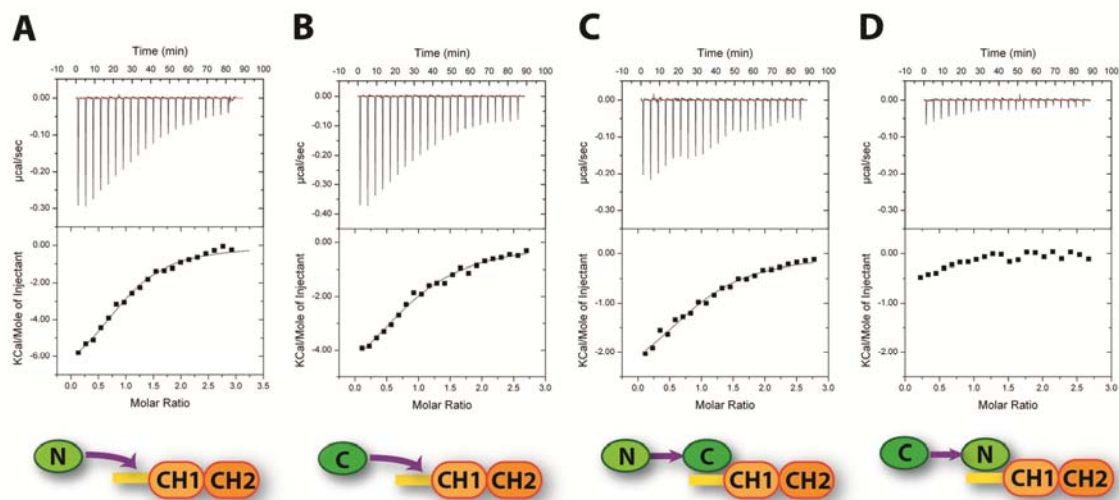 A
B
C
D
Time (min)
-10 0 10 20 30 40 50 60 70 80 90 100
0.00
-0.10
-0.20
-0.30
µcal/sec
0.00
-2.00
-4.00
-6.00
KCal/Mole of Injectant
0.0 0.5 1.0 1.5 2.0 2.5 3.0 3.5
Molar Ratio
N
CH1
CH2
Time (min)
-10 0 10 20 30 40 50 60 70 80 90 100
0.00
-0.10
-0.20
-0.30
-0.40
µcal/sec
0.00
-2.00
-4.00
KCal/Mole of Injectant
0.0 0.5 1.0 1.5 2.0 2.5 3.0
Molar Ratio
C
CH1
CH2
Time (min)
-10 0 10 20 30 40 50 60 70 80 90 100
0.00
-0.10
-0.20
-0.30
µcal/sec
0.00
-1.00
-2.00
KCal/Mole of Injectant
0.0 0.5 1.0 1.5 2.0 2.5 3.0
Molar Ratio
N
C
CH1
CH2
Time (min)
-10 0 10 20 30 40 50 60 70 80 90 100
0.00
-0.10
-0.20
-0.30
µcal/sec
0.00
-1.00
-2.00
KCal/Mole of Injectant
0.0 0.5 1.0 1.5 2.0 2.5 3.0
Molar Ratio
C
N
CH1
CH2